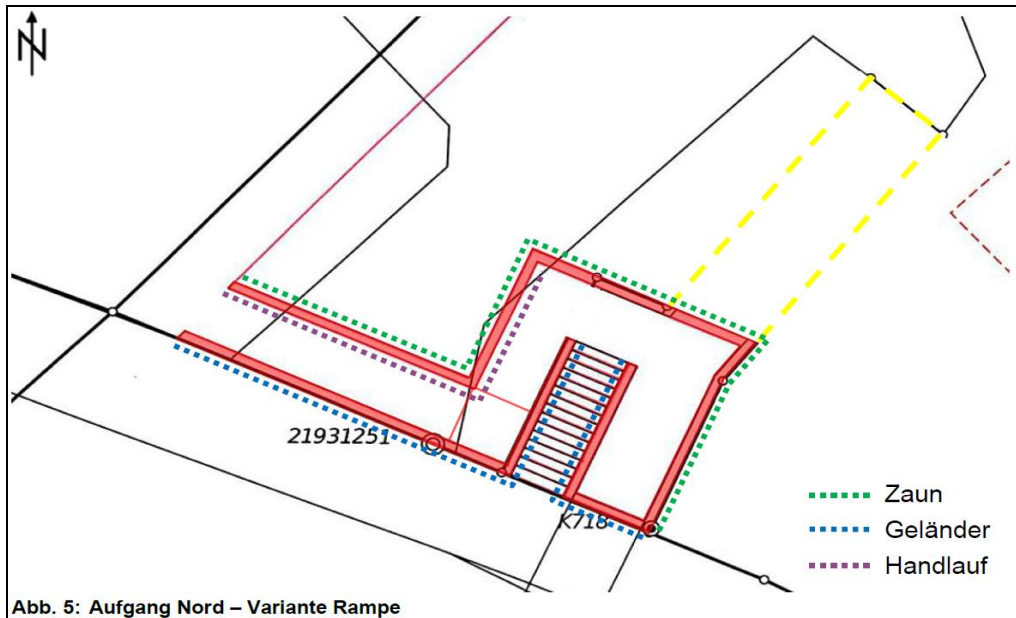 N
21931251
K718
Zaun
Geländer
Handlauf
Abb. 5: Aufgang Nord – Variante Rampe